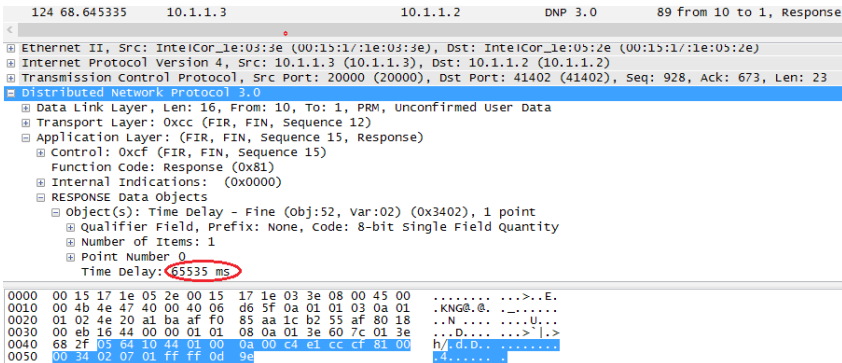 124 68.645335 10.1.1.3 10.1.1.2 DNP 3.0 89 from 10 to 1, Response
Ethernet II, Src: IntelCor_1e:03:3e (00:15:17:1e:03:3e), Dst: IntelCor_1e:05:2e (00:15:17:1e:05:2e)
Internet Protocol Version 4, Src: 10.1.1.3 (10.1.1.3), Dst: 10.1.1.2 (10.1.1.2)
Transmission Control Protocol, Src Port: 20000 (20000), Dst Port: 41402 (41402), Seq: 928, Ack: 673, Len: 23
Distributed Network Protocol 3.0
Data Link Layer, Len: 16, From: 10, To: 1, PRM, Unconfirmed User Data
Transport Layer: 0xcc (FIR, FIN, Sequence 12)
Application Layer: (FIR, FIN, Sequence 15, Response)
Control: 0xcf (FIR, FIN, Sequence 15)
Function Code: Response (0x81)
Internal Indications: (0x0000)
RESPONSE Data Objects
Object(s): Time Delay - Fine (Obj:52, Var:02) (0x3402), 1 point
Qualifier Field, Prefix: None, Code: 8-bit Single Field Quantity
Number of Items: 1
Point Number 0
Time Delay: 65535 ms
0000 00 15 17 1e 05 2e 00 15 17 1e 03 3e 08 00 45 00 ........ ...>..E.
0010 00 4b 4e 47 40 00 40 06 d6 5f 0a 01 01 03 0a 01 .KNG@.@. ._......
0020 01 02 4e 20 a1 ba af f0 85 aa 1c b2 55 af 80 18 ..N .... ....U...
0030 00 eb 16 44 00 00 01 01 08 0a 01 3e 60 7c 01 3e ...D.... ...>`|.>
0040 68 2f 05 64 10 44 01 00 0a 00 c4 e1 cc cf 81 00 h/.d.D.. ........
0050 00 34 02 07 01 ff ff 0d 9e .4...... .